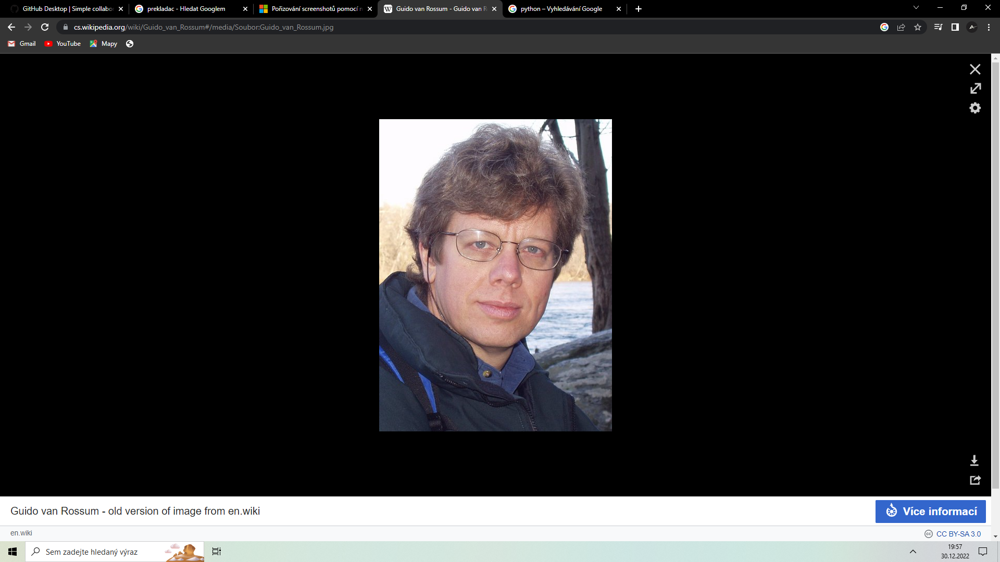 GitHub Desktop | Simple collabo
prekladac - Hledat Googlem
Pořizování screenshotů pomocí n
Guido van Rossum - Guido van R
python – Vyhledávání Google
cs.wikipedia.org/wiki/Guido_van_Rossum#/media/Soubor:Guido_van_Rossum.jpg
Gmail
YouTube
Mapy
Guido van Rossum - old version of image from en.wiki
Více informací
en.wiki
CC BY-SA 3.0
Sem zadejte hledaný výraz
19:57
30.12.2022